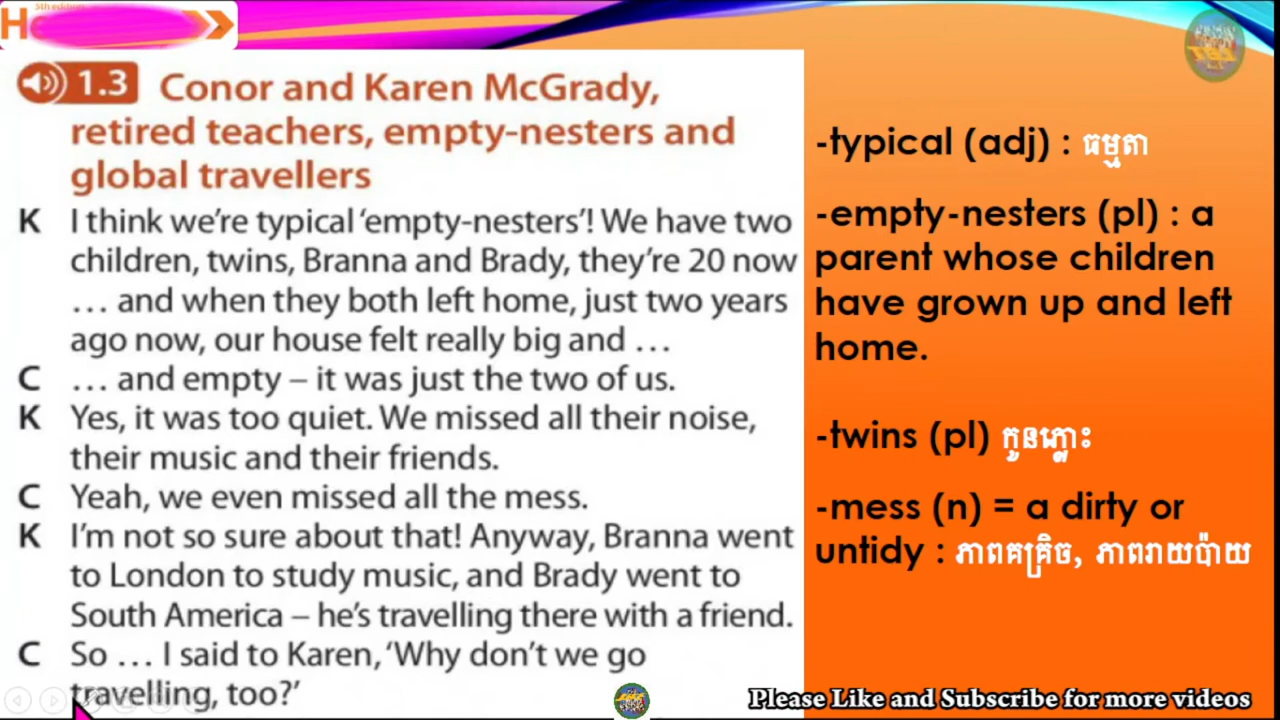 5th edition
H
1.3 Conor and Karen McGrady,
retired teachers, empty-nesters and
global travellers
K I think we're typical 'empty-nesters'! We have two
children, twins, Branna and Brady, they're 20 now
... and when they both left home, just two years
ago now, our house felt really big and ...
C ... and empty – it was just the two of us.
K Yes, it was too quiet. We missed all their noise,
their music and their friends.
C Yeah, we even missed all the mess.
K I'm not so sure about that! Anyway, Branna went
to London to study music, and Brady went to
South America – he's travelling there with a friend.
C So ... I said to Karen, 'Why don't we go
travelling, too?'
-typical (adj) : ធម្មតា
-empty-nesters (pl) : a
parent whose children
have grown up and left
home.
-twins (pl) កូនភ្លោះ
-mess (n) = a dirty or
untidy : ភាពគគ្រិច, ភាពរាយប៉ាយ
Please Like and Subscribe for more videos